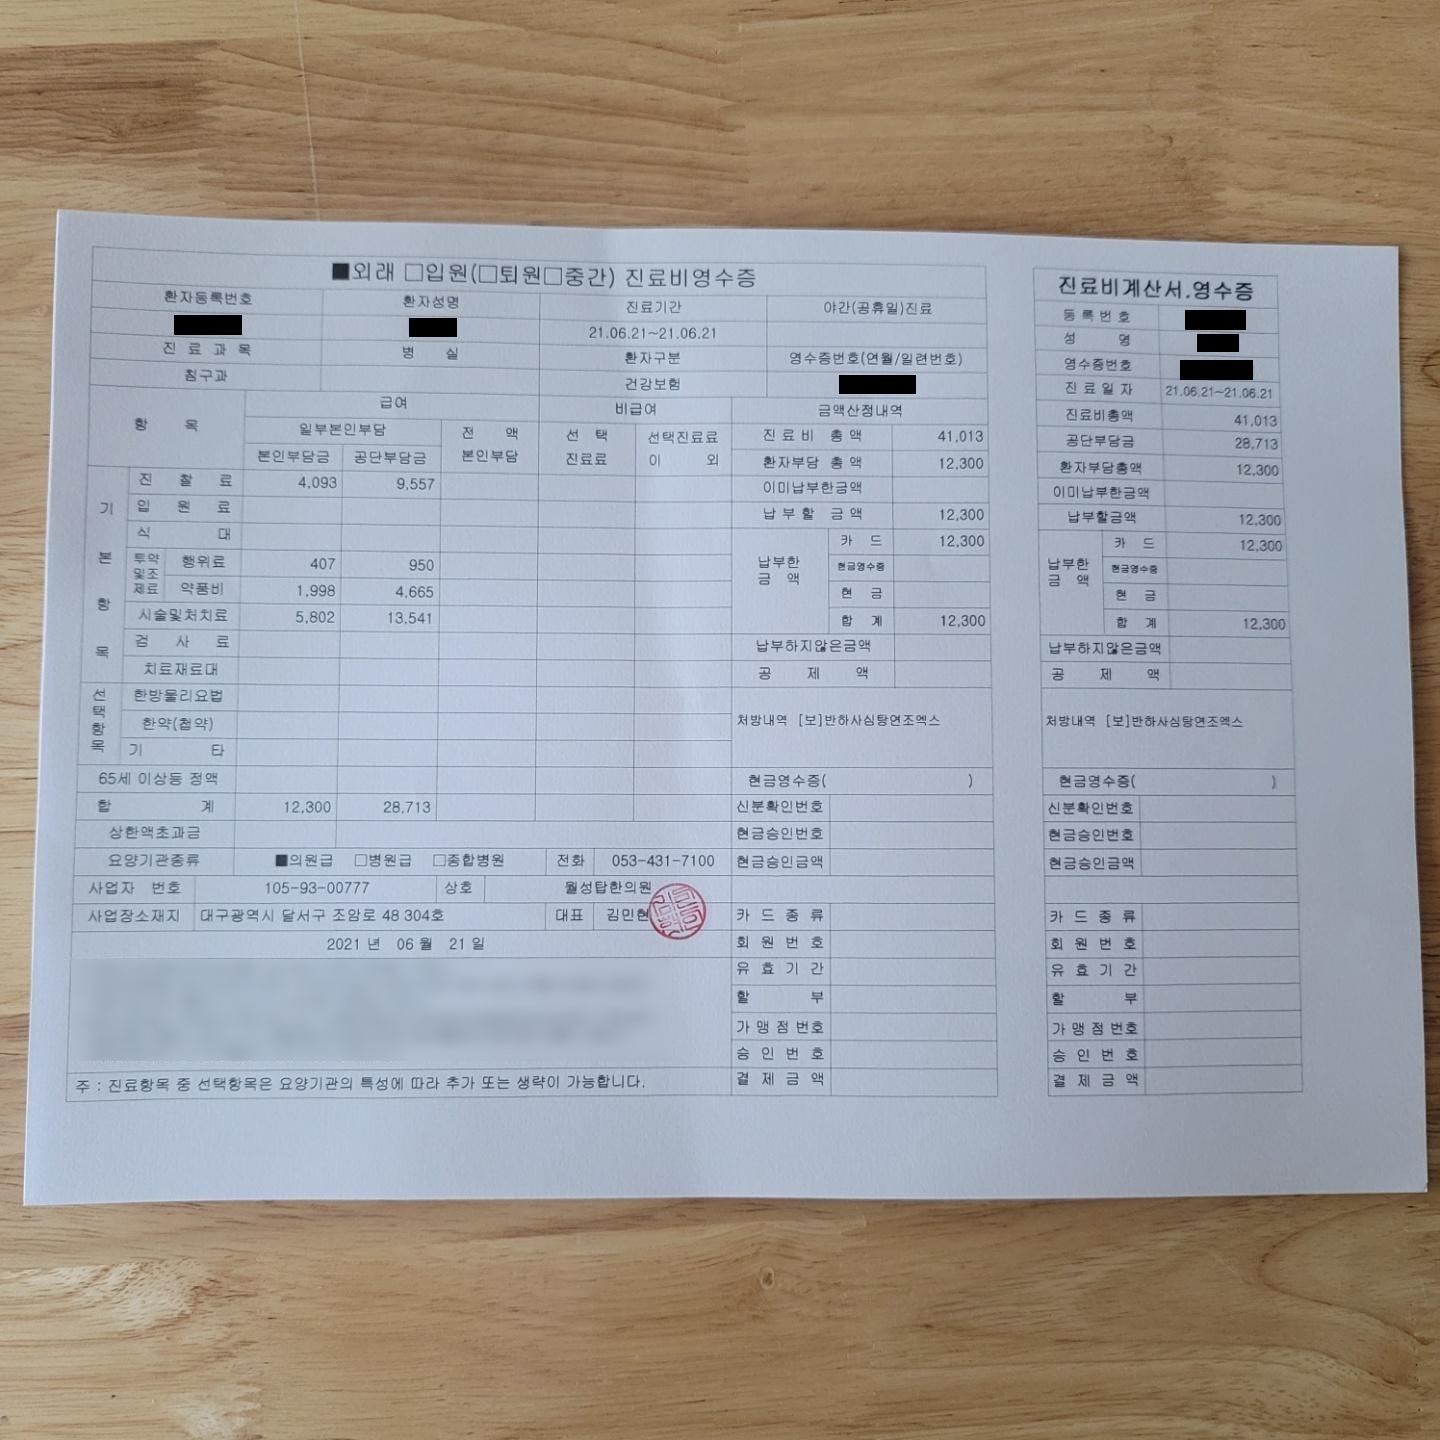 ■외래 □입원(□퇴원□중간) 진료비영수증
환자등록번호 환자성명 진료기간 야간(공휴일)진료
21.06.21~21.06.21
진료과목 병실 환자구분 영수증번호(연월/일련번호)
침구과 건강보험
항목 급여 비급여 금액산정내역
일부본인부담 전액 본인부담 선택 진료료 선택진료료 이외
본인부담금 공단부담금
진료비 총액 41,013
환자부담 총액 12,300
이미납부한금액
납부할 금액 12,300
납부한 금액 카드 12,300
현금영수증
현금
합계 12,300
납부하지않은금액
공제액
기본항목
진찰료 4,093 9,557
입원료
식대
투약및조제료 행위료 407 950
약품비 1,998 4,665
시술및처치료 5,802 13,541
검사료
치료재료대
선택항목
한방물리요법
한약(첩약)
기타
65세 이상등 정액
합계 12,300 28,713
상한액초과금
처방내역 [보]반하사심탕연조엑스
현금영수증( )
신분확인번호
현금승인번호
현금승인금액
요양기관종류 ■의원급 □병원급 □종합병원 전화 053-431-7100
사업자 번호 105-93-00777 상호 월성탑한의원
사업장소재지 대구광역시 달서구 조암로 48 304호 대표 김민현
2021 년 06 월 21 일
카드종류
회원번호
유효기간
할부
가맹점번호
승인번호
결제금액
주 : 진료항목 중 선택항목은 요양기관의 특성에 따라 추가 또는 생략이 가능합니다.
진료비계산서.영수증
등록번호
성명
영수증번호
진료일자 21.06.21~21.06.21
진료비총액 41,013
공단부담금 28,713
환자부담총액 12,300
이미납부한금액
납부할금액 12,300
납부한 금액 카드 12,300
현금영수증
현금
합계 12,300
납부하지않은금액
공제액
처방내역 [보]반하사심탕연조엑스
현금영수증( )
신분확인번호
현금승인번호
현금승인금액
카드종류
회원번호
유효기간
할부
가맹점번호
승인번호
결제금액